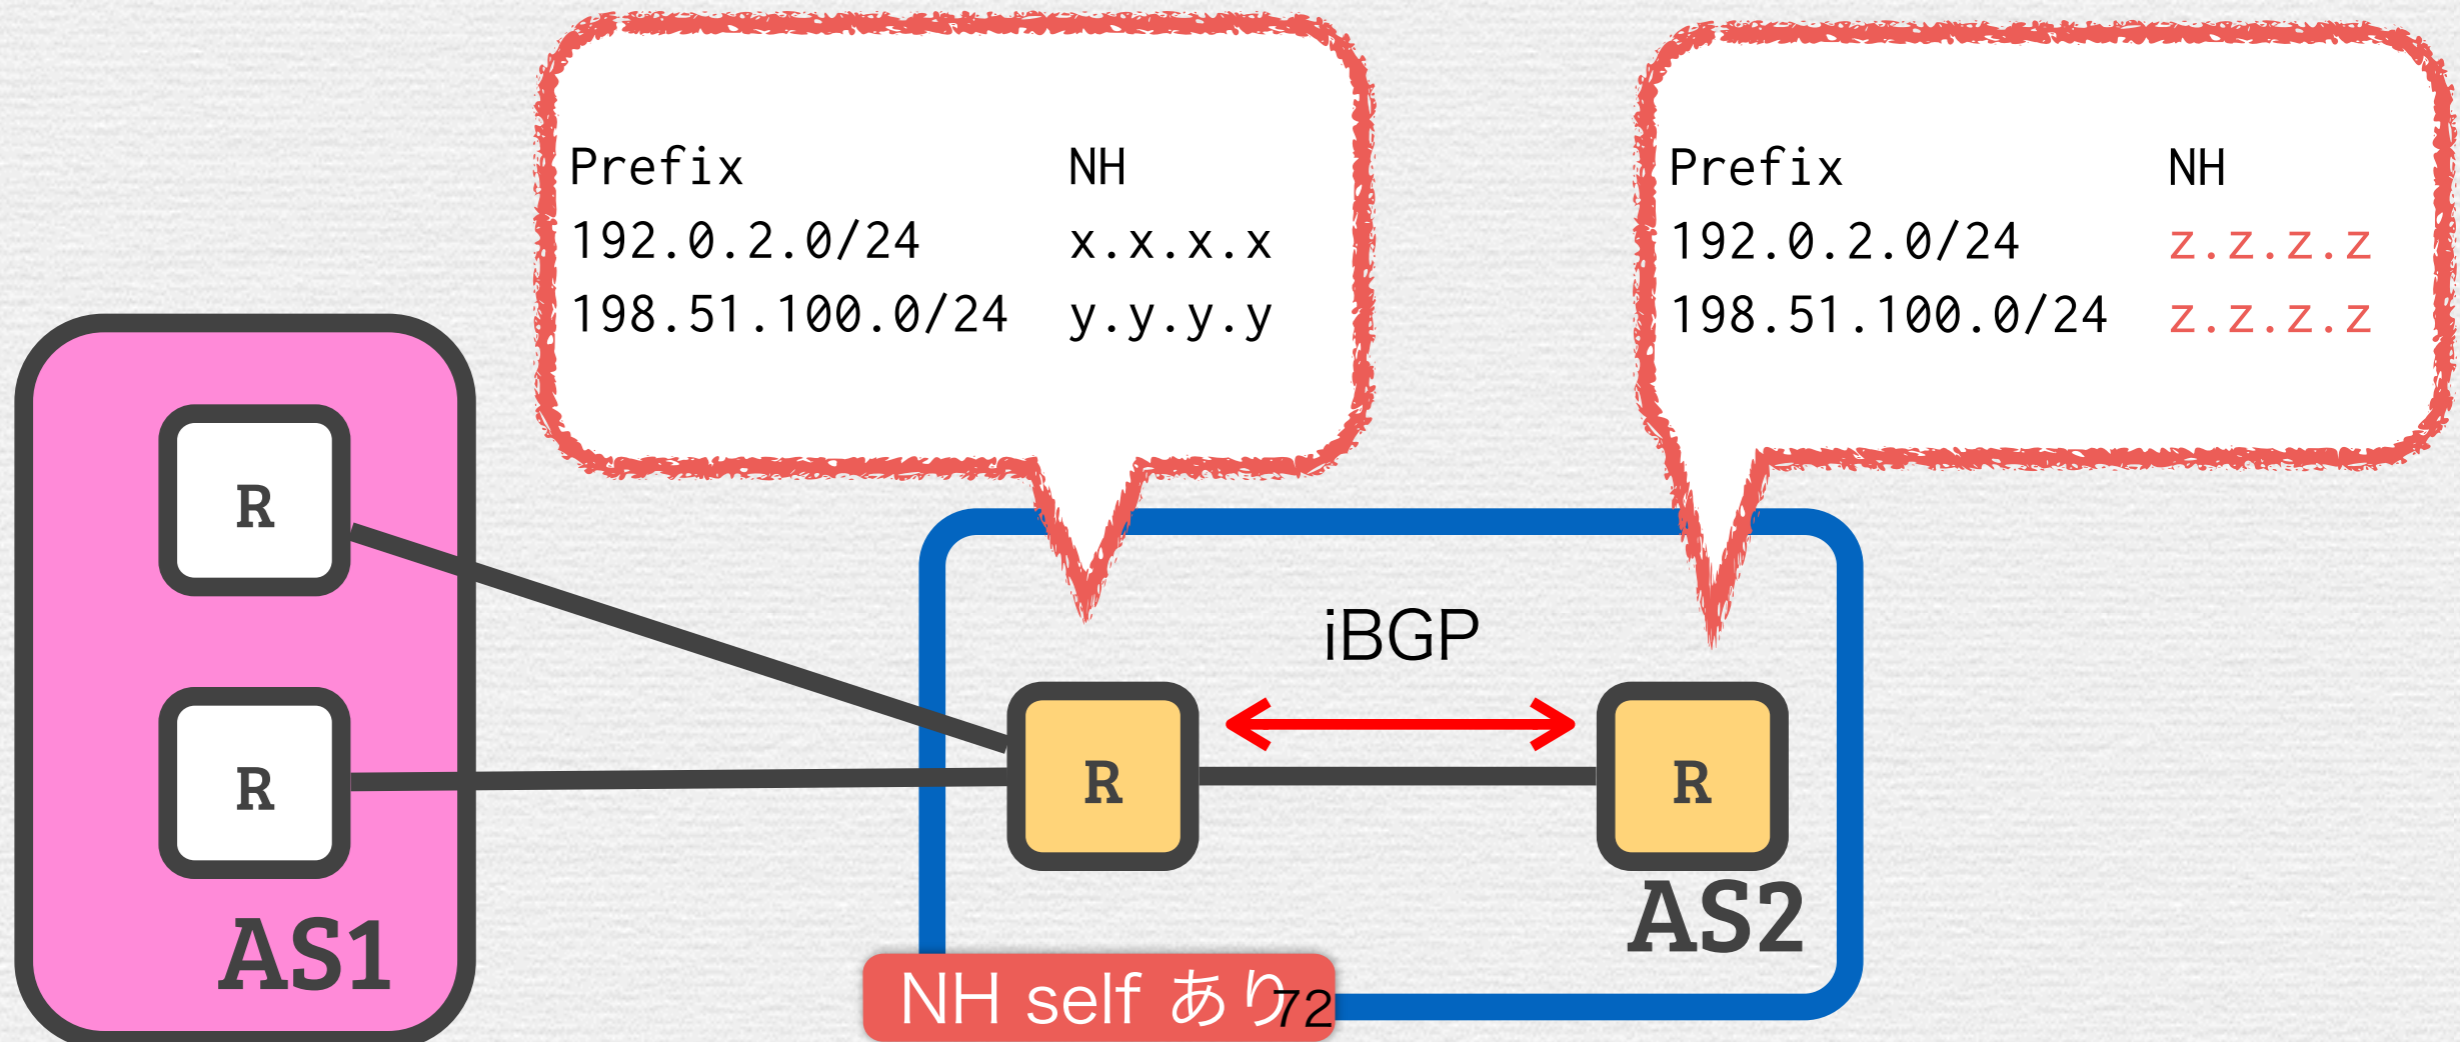 Prefix NH
192.0.2.0/24 x.x.x.x
198.51.100.0/24 y.y.y.y
Prefix NH
192.0.2.0/24 z.z.z.z
198.51.100.0/24 z.z.z.z
R
R
AS1
iBGP
R
R
AS2
NH self あり
72